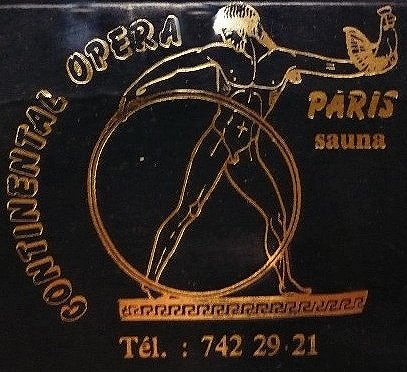 CONTINENTAL OPERA
PARIS
sauna
Tél. : 742 29.21